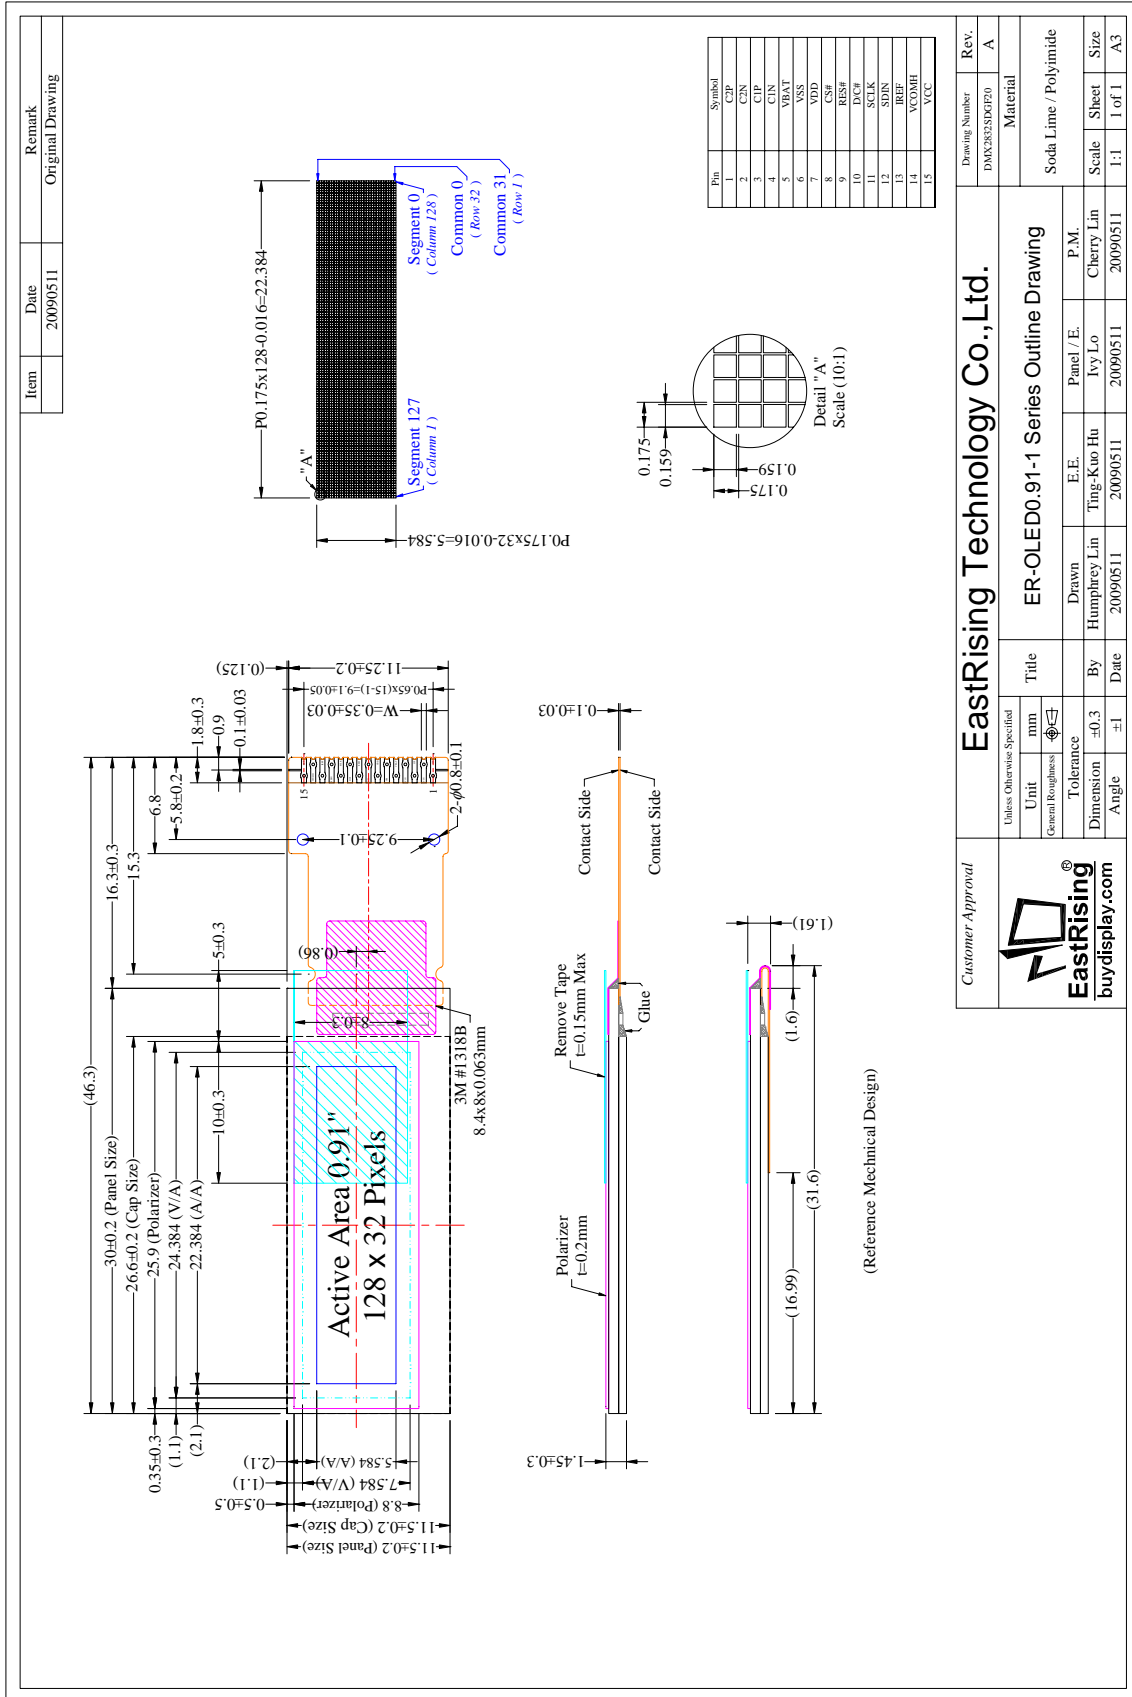 Item Date Remark
20090511 Original Drawing
(46.3)
30±0.2 (Panel Size)
16.3±0.3
26.6±0.2 (Cap Size)
15.3
6.8
25.9 (Polarizer)
5±0.3
5.8±0.2
1.8±0.3
24.384 (V/A)
10±0.3
0.9
22.384 (A/A)
0.1±0.03
0.35±0.3
(1.1)
(2.1)
11.5±0.2 (Panel Size)
11.5±0.2 (Cap Size)
8.8 (Polarizer)
0.5±0.5
7.584 (V/A)
(1.1)
5.584 (A/A)
(2.1)
Active Area 0.91"
128 x 32 Pixels
8±0.3
(0.86)
3M #1318B
8.4x8x0.063mm
9.25±0.1
15
1
2-ϕ0.8±0.1
W=0.35±0.03
P0.65x(15-1)=9.1±0.05
11.25±0.2
(0.125)
P0.175x128-0.016=22.384
"A"
P0.175x32-0.016=5.584
Segment 127
( Column 1 )
Segment 0
( Column 128 )
Common 0
( Row 32 )
Common 31
( Row 1 )
1.45±0.3
Polarizer
t=0.2mm
Remove Tape
t=0.15mm Max
Glue
Contact Side
Contact Side
0.1±0.03
0.175
0.159
0.159
0.175
Detail "A"
Scale (10:1)
(16.99)
(31.6)
(1.6)
(1.61)
(Reference Mechnical Design)
Pin Symbol
1 C2P
2 C2N
3 C1P
4 C1N
5 VBAT
6 VSS
7 VDD
8 CS#
9 RES#
10 D/C#
11 SCLK
12 SDIN
13 IREF
14 VCOMH
15 VCC
Customer Approval
EastRising®
buydisplay.com
EastRising Technology Co.,Ltd.
Drawing Number Rev.
DMX2832SDGF20 A
Unless Otherwise Specified
Unit mm
General Roughness
Tolerance
Dimension ±0.3
Angle ±1
Title
ER-OLED0.91-1 Series Outline Drawing
Material
Soda Lime / Polyimide
Drawn E.E. Panel / E. P.M.
By Humphrey Lin Ting-Kuo Hu Ivy Lo Cherry Lin
Date 20090511 20090511 20090511 20090511
Scale Sheet Size
1:1 1 of 1 A3